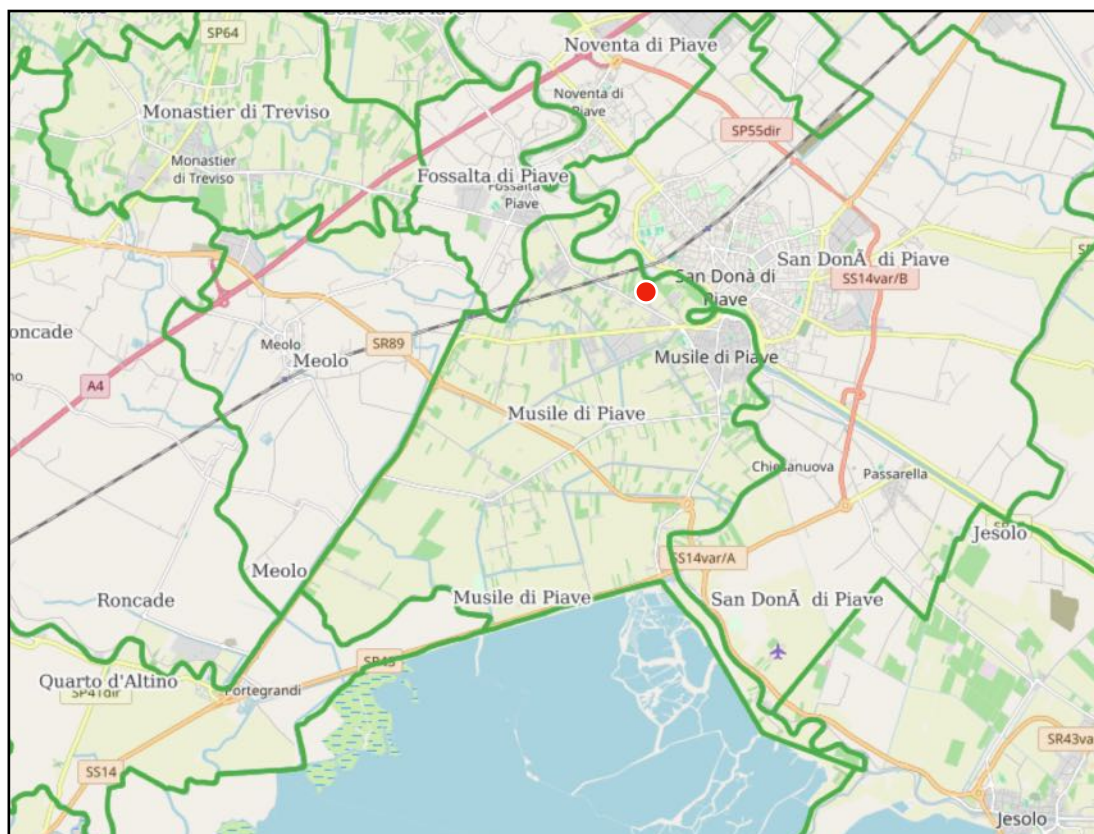 SP64
Noventa di Piave
Monastier di Treviso
Noventa di
Piave
SP55dir
Monastier
di Treviso
Fossalta di Piave
Fossalta di
Piave
San DonÃ di Piave
SS14var/B
San Donà di
Piave
Roncade
Meolo
SR89
Meolo
Musile di Piave
A4
Musile di Piave
Chiesanuova
Passarella
Jesolo
SS14var/A
Meolo
Roncade
Musile di Piave
San DonÃ di Piave
Quarto d'Altino
SR43
SP41dir
Portegrandi
SR43va
SS14
Jesolo